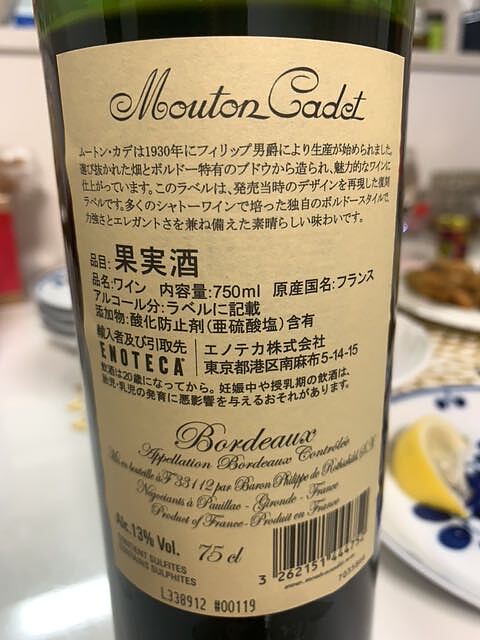 Mouton Cadet
ムートン・カデは1930年にフィリップ男爵により生産が始められました。
選び抜かれた畑とボルドー特有のブドウから造られ、魅力的なワインに
仕上がっています。このラベルは、発売当時のデザインを再現した復刻
ラベルです。多くのシャトーワインで培った独自のボルドースタイルで、
力強さとエレガントさを兼ね備えた素晴らしい味わいです。
品目:果実酒
品名:ワイン 内容量:750ml 原産国名:フランス
アルコール分:ラベルに記載
添加物:酸化防止剤(亜硫酸塩)含有
輸入者及び引取先 エノテカ株式会社
ENOTECA 東京都港区南麻布5-14-15
飲酒は20歳になってから。妊娠中や授乳期の飲酒は、
胎児・乳児の発育に悪影響を与えるおそれがあります。
Bordeaux
Appellation Bordeaux Contrôlée
Mis en bouteille à F 33112 par Baron Philippe de Rothschild S.A.
Négociants à Pauillac - Gironde - France
Product of France - Produit en France
Alc.13% Vol. 75 cl
CONTIENT SULFITES
CONTAINS SULPHITES
3 262151 444754
L338912 #00119